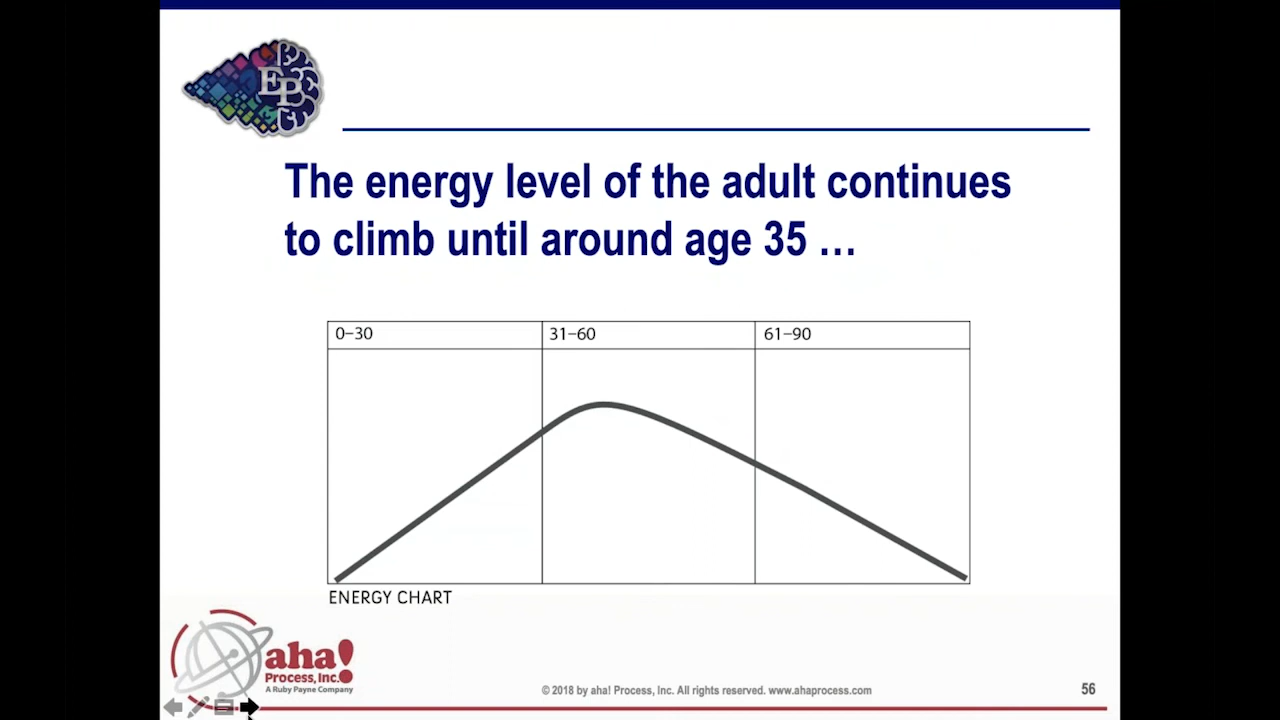 EP
The energy level of the adult continues
to climb until around age 35 …
0–30
31–60
61–90
ENERGY CHART
aha!
Process, Inc.
A Ruby Payne Company
© 2018 by aha! Process, Inc. All rights reserved. www.ahaprocess.com
56